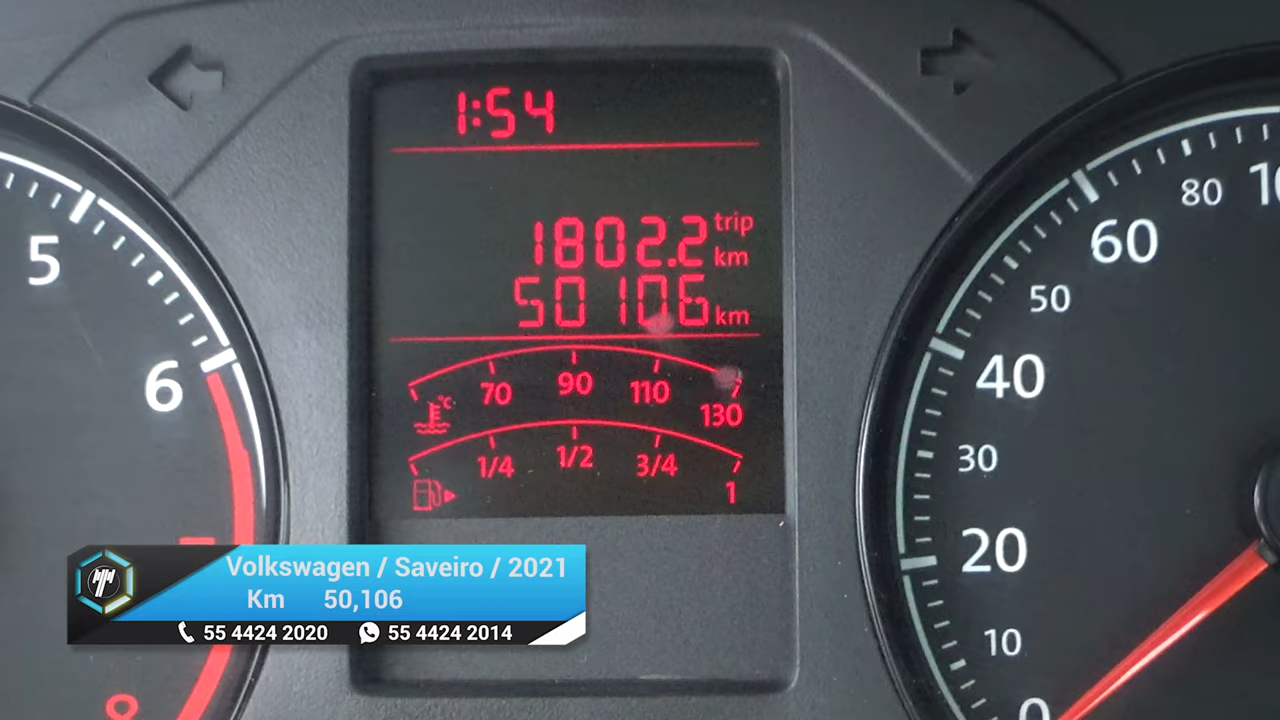 1:54
1802.2 trip km
50106 km
70 90 110 130
°C
1/4 1/2 3/4 1
5
6
8
80
60
50
40
30
20
10
0
Volkswagen / Saveiro / 2021
Km 50,106
55 4424 2020 55 4424 2014